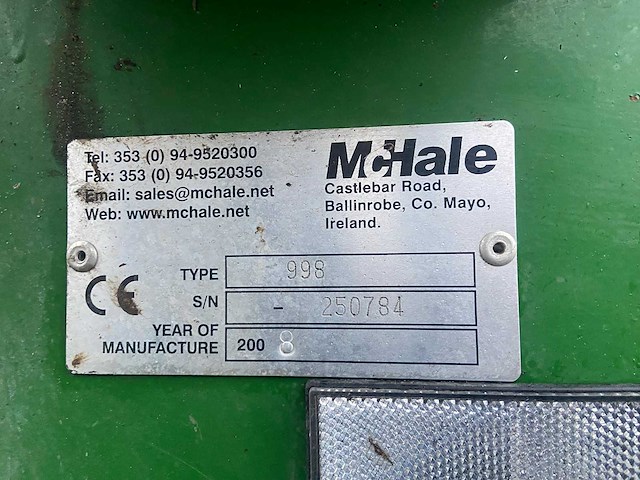 Tel: 353 (0) 94-9520300
Fax: 353 (0) 94-9520356
Email: sales@mchale.net
Web: www.mchale.net
McHale
Castlebar Road,
Ballinrobe, Co. Mayo,
Ireland.
CE
TYPE 998
S/N - 250784
YEAR OF
MANUFACTURE 2008